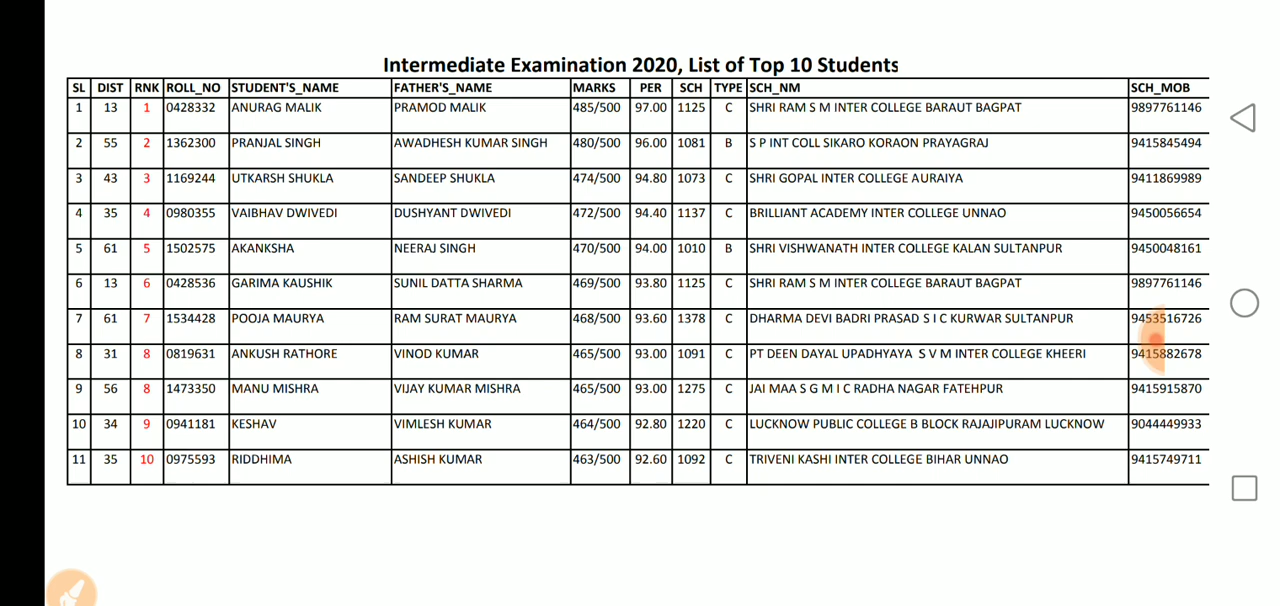 Intermediate Examination 2020, List of Top 10 Students
SL DIST RNK ROLL_NO STUDENT'S_NAME FATHER'S_NAME MARKS PER SCH TYPE SCH_NM SCH_MOB
1 13 1 0428332 ANURAG MALIK PRAMOD MALIK 485/500 97.00 1125 C SHRI RAM S M INTER COLLEGE BARAUT BAGPAT 9897761146
2 55 2 1362300 PRANJAL SINGH AWADHESH KUMAR SINGH 480/500 96.00 1081 B S P INT COLL SIKARO KORAON PRAYAGRAJ 9415845494
3 43 3 1169244 UTKARSH SHUKLA SANDEEP SHUKLA 474/500 94.80 1073 C SHRI GOPAL INTER COLLEGE AURAIYA 9411869989
4 35 4 0980355 VAIBHAV DWIVEDI DUSHYANT DWIVEDI 472/500 94.40 1137 C BRILLIANT ACADEMY INTER COLLEGE UNNAO 9450056654
5 61 5 1502575 AKANKSHA NEERAJ SINGH 470/500 94.00 1010 B SHRI VISHWANATH INTER COLLEGE KALAN SULTANPUR 9450048161
6 13 6 0428536 GARIMA KAUSHIK SUNIL DATTA SHARMA 469/500 93.80 1125 C SHRI RAM S M INTER COLLEGE BARAUT BAGPAT 9897761146
7 61 7 1534428 POOJA MAURYA RAM SURAT MAURYA 468/500 93.60 1378 C DHARMA DEVI BADRI PRASAD S I C KURWAR SULTANPUR 9453516726
8 31 8 0819631 ANKUSH RATHORE VINOD KUMAR 465/500 93.00 1091 C PT DEEN DAYAL UPADHYAYA S V M INTER COLLEGE KHEERI 9415882678
9 56 8 1473350 MANU MISHRA VIJAY KUMAR MISHRA 465/500 93.00 1275 C JAI MAA S G M I C RADHA NAGAR FATEHPUR 9415915870
10 34 9 0941181 KESHAV VIMLESH KUMAR 464/500 92.80 1220 C LUCKNOW PUBLIC COLLEGE B BLOCK RAJAJIPURAM LUCKNOW 9044449933
11 35 10 0975593 RIDDHIMA ASHISH KUMAR 463/500 92.60 1092 C TRIVENI KASHI INTER COLLEGE BIHAR UNNAO 9415749711